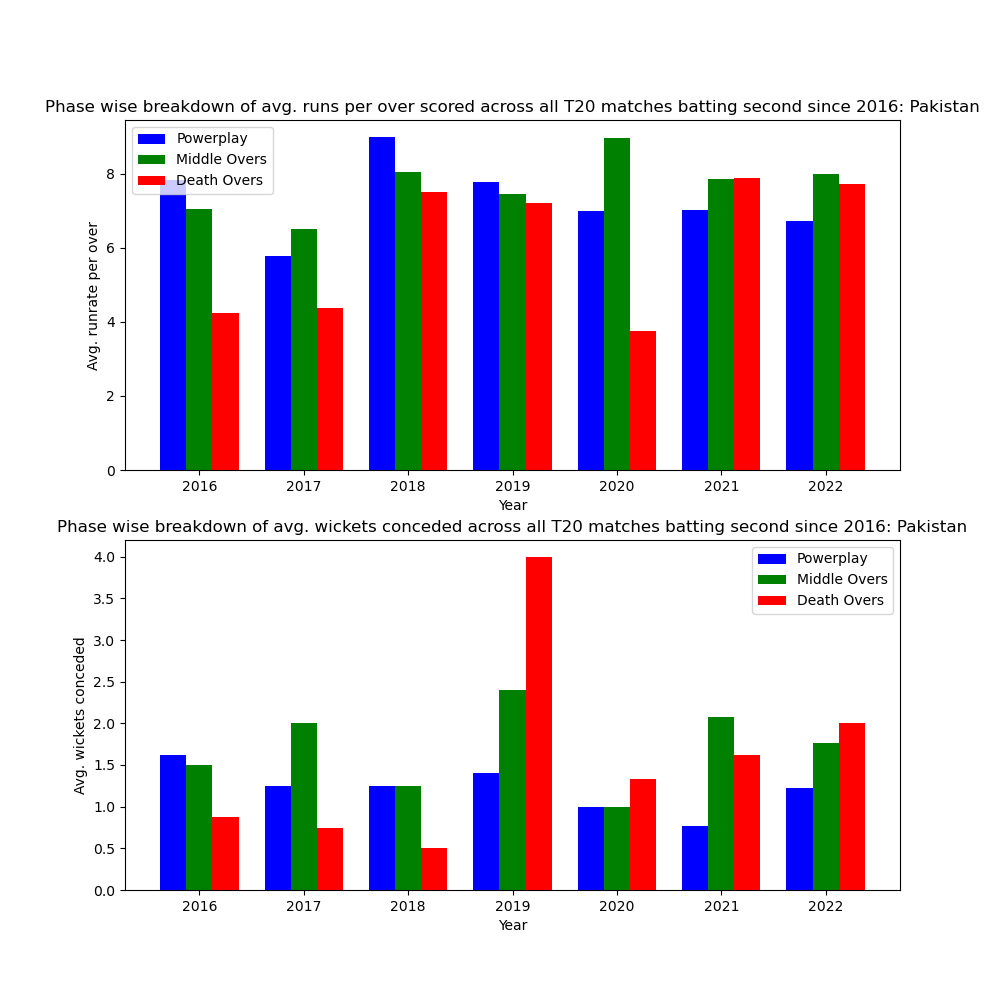 Phase wise breakdown of avg. runs per over scored across all T20 matches batting second since 2016: Pakistan
Powerplay
Middle Overs
Death Overs
8
6
4
2
0
Avg. runrate per over
2016 2017 2018 2019 2020 2021 2022
Year
Phase wise breakdown of avg. wickets conceded across all T20 matches batting second since 2016: Pakistan
Powerplay
Middle Overs
Death Overs
4.0
3.5
3.0
2.5
2.0
1.5
1.0
0.5
0.0
Avg. wickets conceded
2016 2017 2018 2019 2020 2021 2022
Year